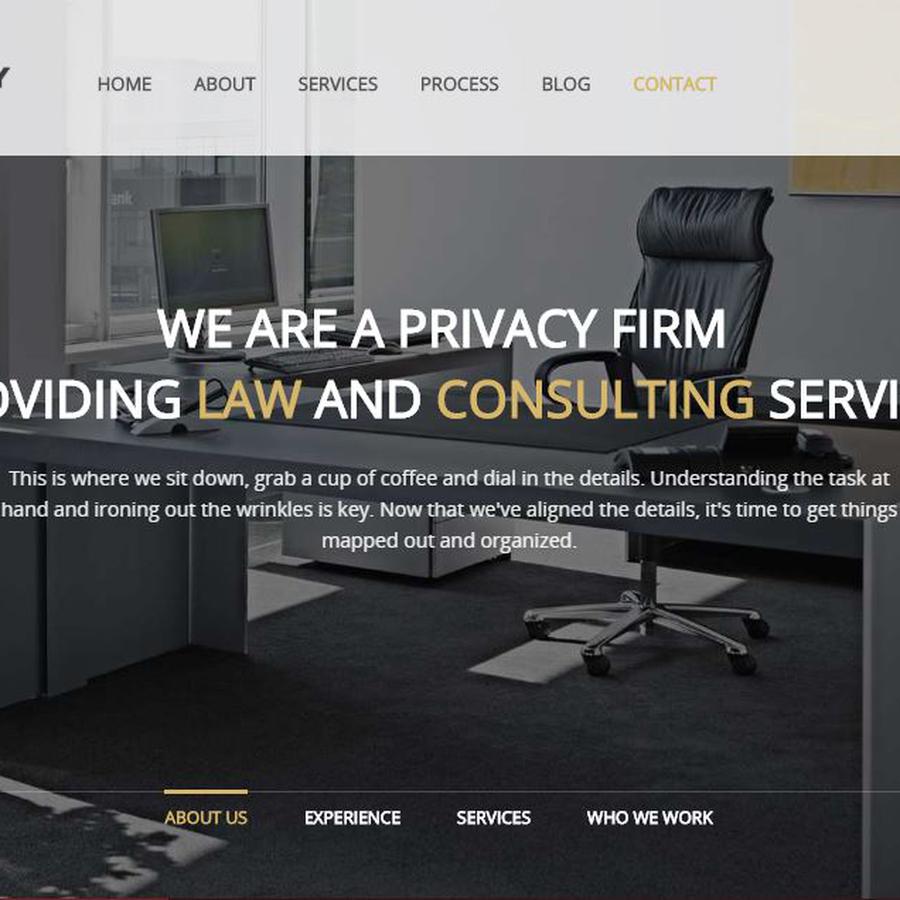 Y HOME ABOUT SERVICES PROCESS BLOG CONTACT
ank
WE ARE A PRIVACY FIRM
OVIDING LAW AND CONSULTING SERVI
This is where we sit down, grab a cup of coffee and dial in the details. Understanding the task at
hand and ironing out the wrinkles is key. Now that we've aligned the details, it's time to get things
mapped out and organized.
ABOUT US EXPERIENCE SERVICES WHO WE WORK